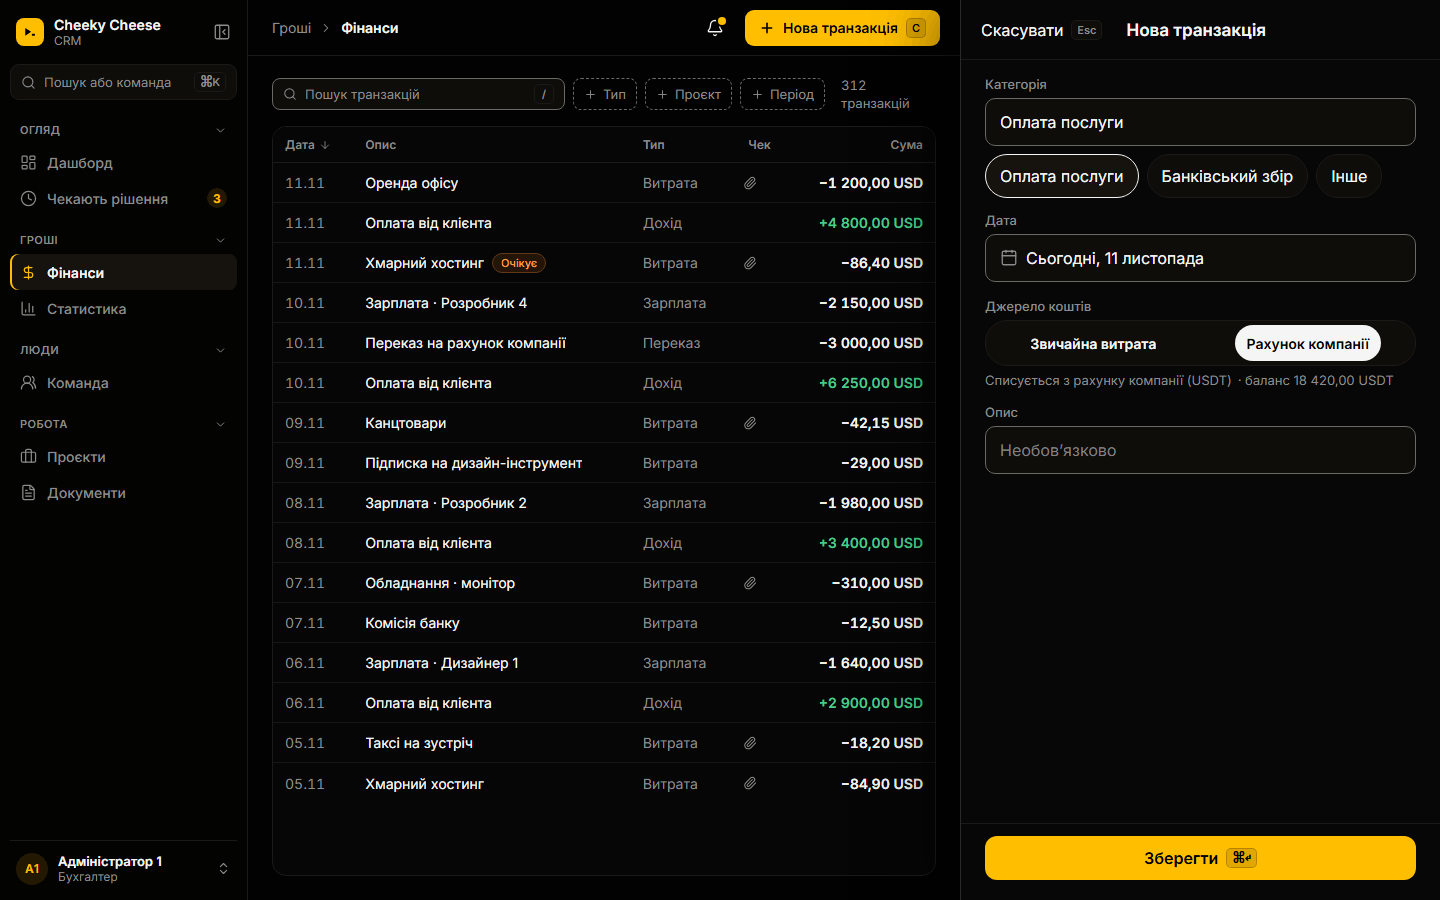 Cheeky Cheese
CRM
Пошук або команда ⌘K
ОГЛЯД
Дашборд
Чекають рішення 3
ГРОШІ
Фінанси
Статистика
ЛЮДИ
Команда
РОБОТА
Проєкти
Документи
A1
Адміністратор 1
Бухгалтер
Гроші Фінанси
Нова транзакція C
Пошук транзакцій /
Тип
Проєкт
Період
312
транзакцій
Дата Опис Тип Чек Сума
11.11 Оренда офісу Витрата −1 200,00 USD
11.11 Оплата від клієнта Дохід +4 800,00 USD
11.11 Хмарний хостинг Очікує Витрата −86,40 USD
10.11 Зарплата · Розробник 4 Зарплата −2 150,00 USD
10.11 Переказ на рахунок компанії Переказ −3 000,00 USD
10.11 Оплата від клієнта Дохід +6 250,00 USD
09.11 Канцтовари Витрата −42,15 USD
09.11 Підписка на дизайн-інструмент Витрата −29,00 USD
08.11 Зарплата · Розробник 2 Зарплата −1 980,00 USD
08.11 Оплата від клієнта Дохід +3 400,00 USD
07.11 Обладнання · монітор Витрата −310,00 USD
07.11 Комісія банку Витрата −12,50 USD
06.11 Зарплата · Дизайнер 1 Зарплата −1 640,00 USD
06.11 Оплата від клієнта Дохід +2 900,00 USD
05.11 Таксі на зустріч Витрата −18,20 USD
05.11 Хмарний хостинг Витрата −84,90 USD
Скасувати Esc Нова транзакція
Категорія
Оплата послуги
Оплата послуги Банківський збір Інше
Дата
Сьогодні, 11 листопада
Джерело коштів
Звичайна витрата Рахунок компанії
Списується з рахунку компанії (USDT) · баланс 18 420,00 USDT
Опис
Необов’язково
Зберегти ⌘↵